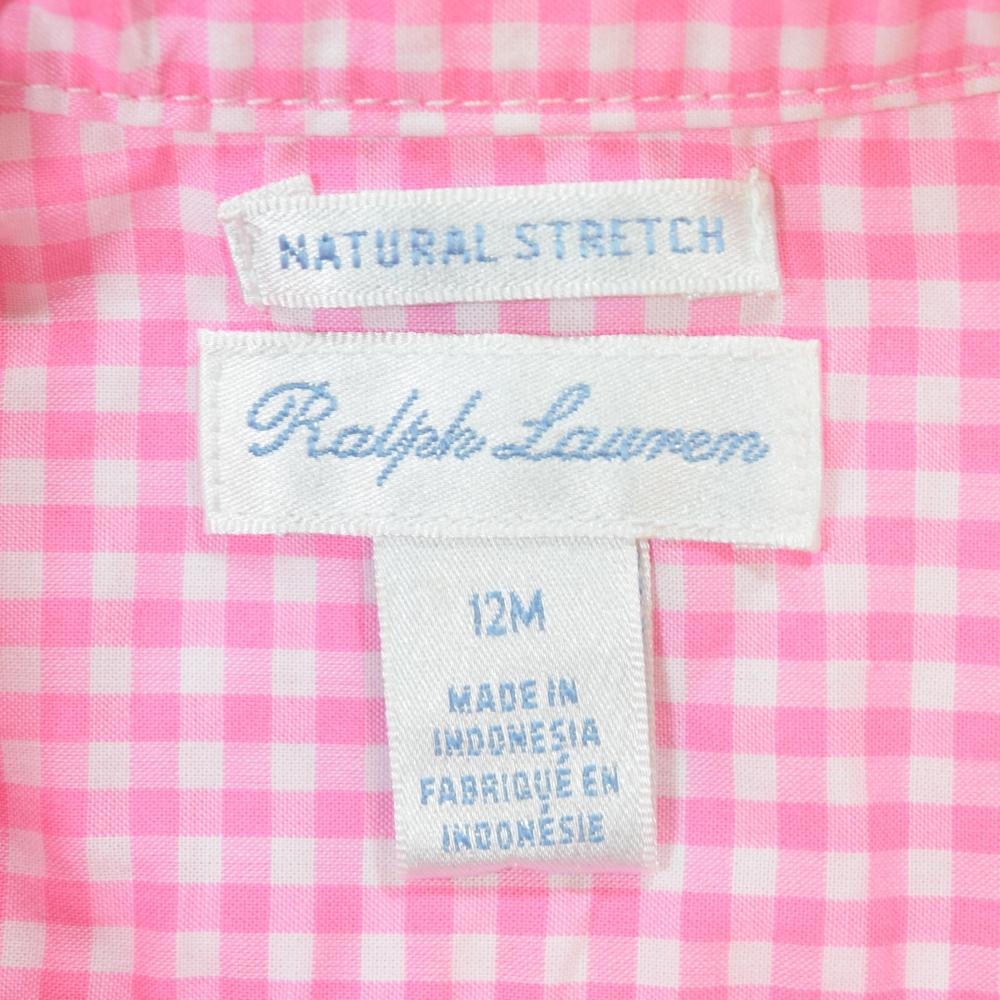 NATURAL STRETCH
Ralph Lauren
12M
MADE IN
INDONESIA
FABRIQUÉ EN
INDONÉSIE